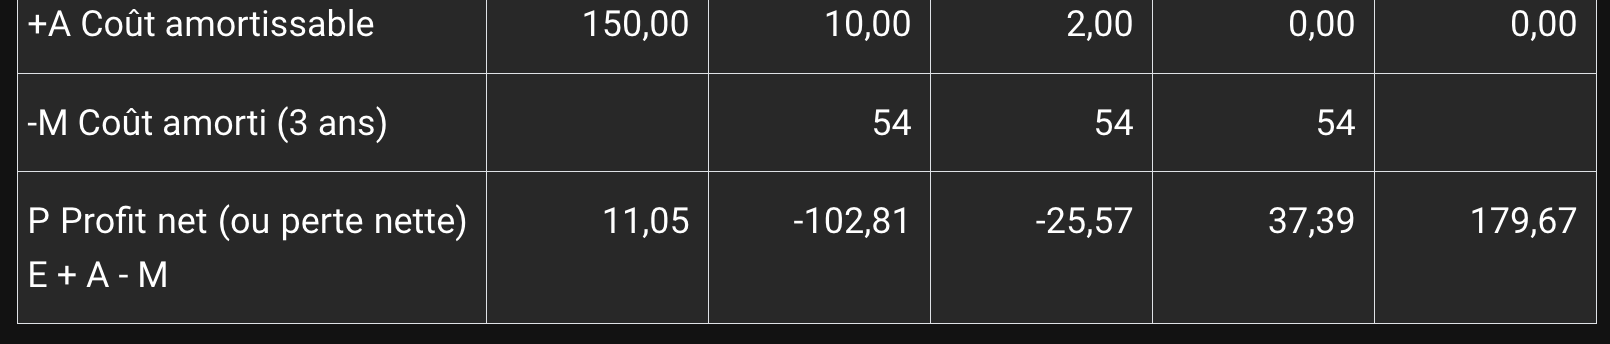 +A Coût amortissable 150,00 10,00 2,00 0,00 0,00
-M Coût amorti (3 ans) 54 54 54
P Profit net (ou perte nette) 11,05 -102,81 -25,57 37,39 179,67
E + A - M